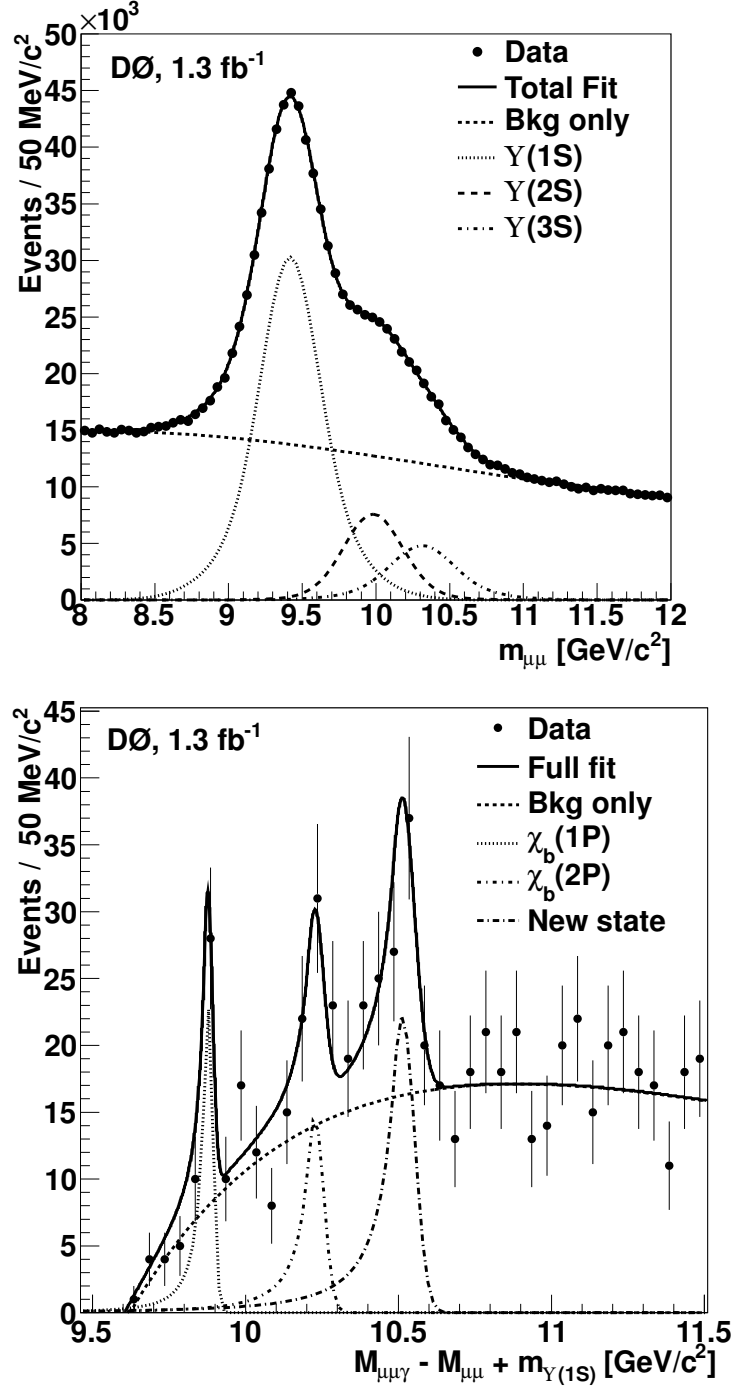 ×10³
50
45
40
35
30
25
20
15
10
5
0
Events / 50 MeV/c²
DØ, 1.3 fb⁻¹
Data
Total Fit
Bkg only
ϒ(1S)
ϒ(2S)
ϒ(3S)
8 8.5 9 9.5 10 10.5 11 11.5 12
m_μμ [GeV/c²]
45
40
35
30
25
20
15
10
5
0
Events / 50 MeV/c²
DØ, 1.3 fb⁻¹
Data
Full fit
Bkg only
χ_b(1P)
χ_b(2P)
New state
9.5 10 10.5 11 11.5
M_μμγ - M_μμ + m_ϒ(1S) [GeV/c²]